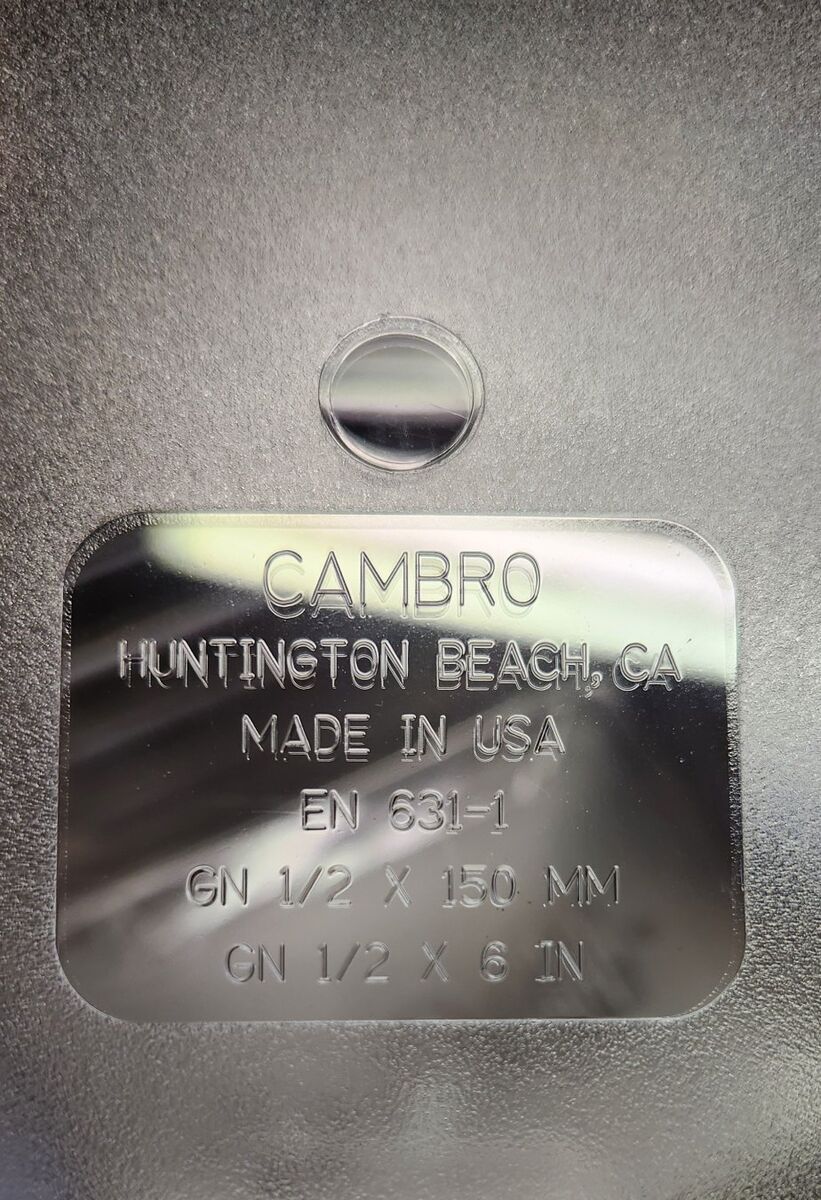 CAMBRO
HUNTINGTON BEACH, CA
MADE IN USA
EN 631-1
GN 1/2 X 150 MM
GN 1/2 X 6 IN